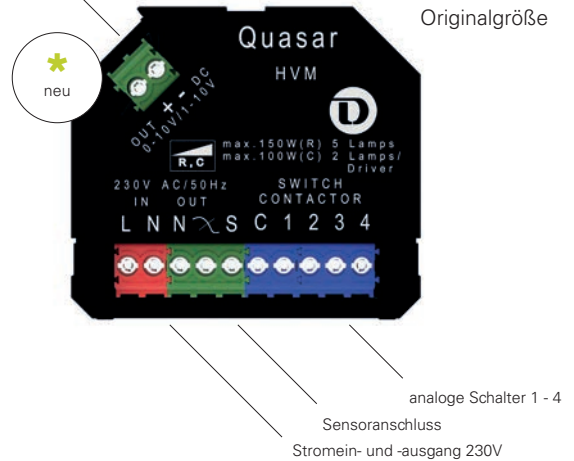 Originalgröße
Quasar
HVM
D
neu
OUT + - DC
0-10V/1-10V
R,C
max.150W(R) 5 Lamps
max.100W(C) 2 Lamps/
Driver
230V AC/50Hz
IN OUT
SWITCH
CONTACTOR
L N N S C 1 2 3 4
analoge Schalter 1 - 4
Sensoranschluss
Stromein- und -ausgang 230V